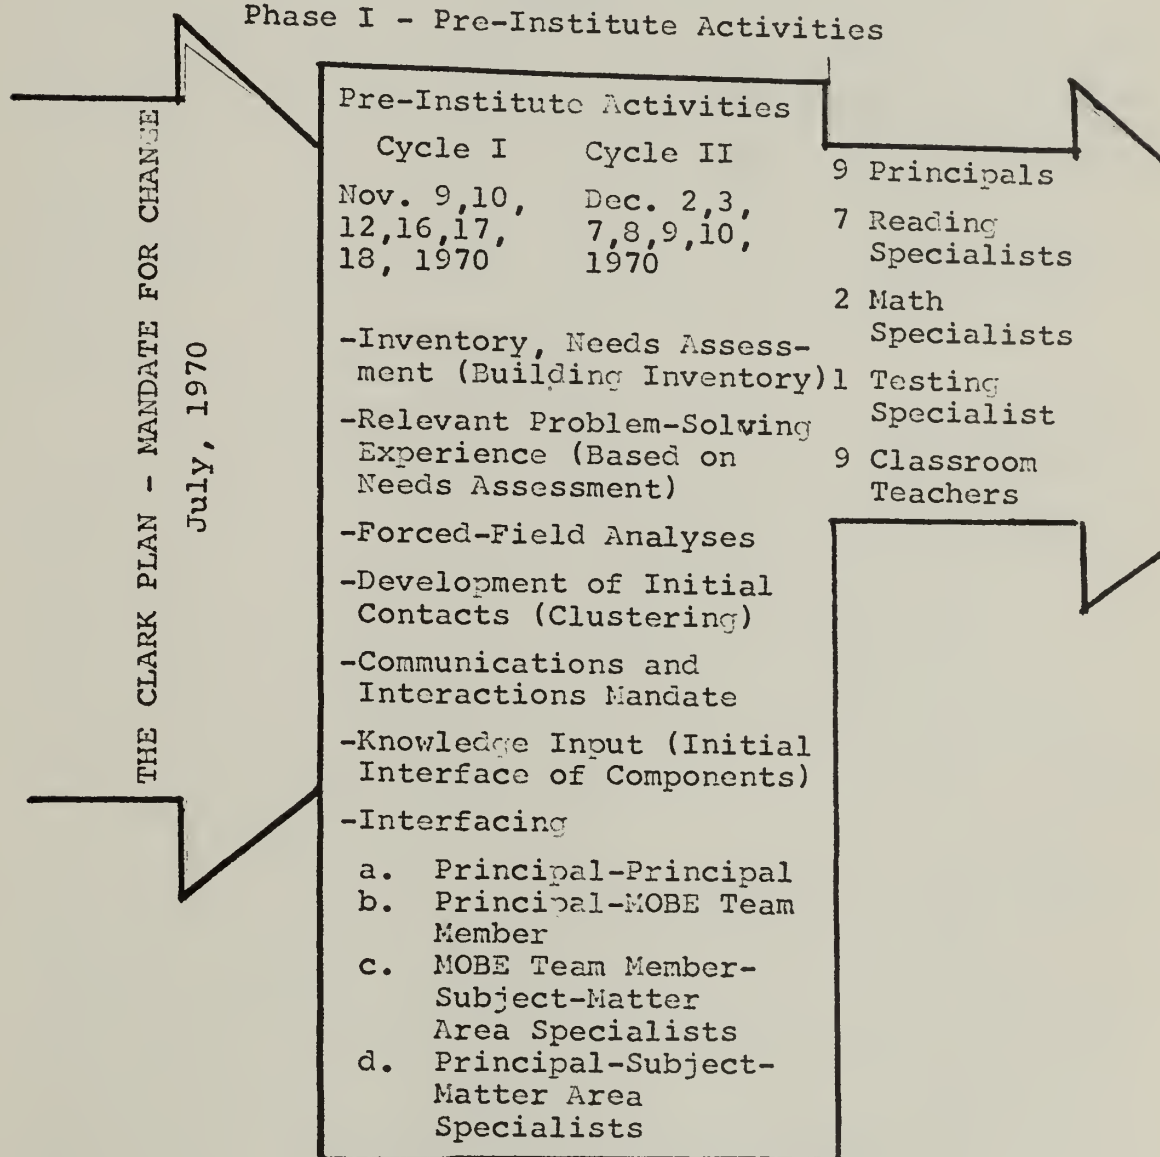 Phase I - Pre-Institute Activities
THE CLARK PLAN - MANDATE FOR CHANGE
July, 1970
Pre-Institute Activities
Cycle I
Nov. 9,10,
12,16,17,
18, 1970
Cycle II
Dec. 2,3,
7,8,9,10,
1970
-Inventory, Needs Assess-
ment (Building Inventory)
-Relevant Problem-Solving
Experience (Based on
Needs Assessment)
-Forced-Field Analyses
-Development of Initial
Contacts (Clustering)
-Communications and
Interactions Mandate
-Knowledge Input (Initial
Interface of Components)
-Interfacing
a. Principal-Principal
b. Principal-MOBE Team
Member
c. MOBE Team Member-
Subject-Matter
Area Specialists
d. Principal-Subject-
Matter Area
Specialists
9 Principals
7 Reading
Specialists
2 Math
Specialists
1 Testing
Specialist
9 Classroom
Teachers